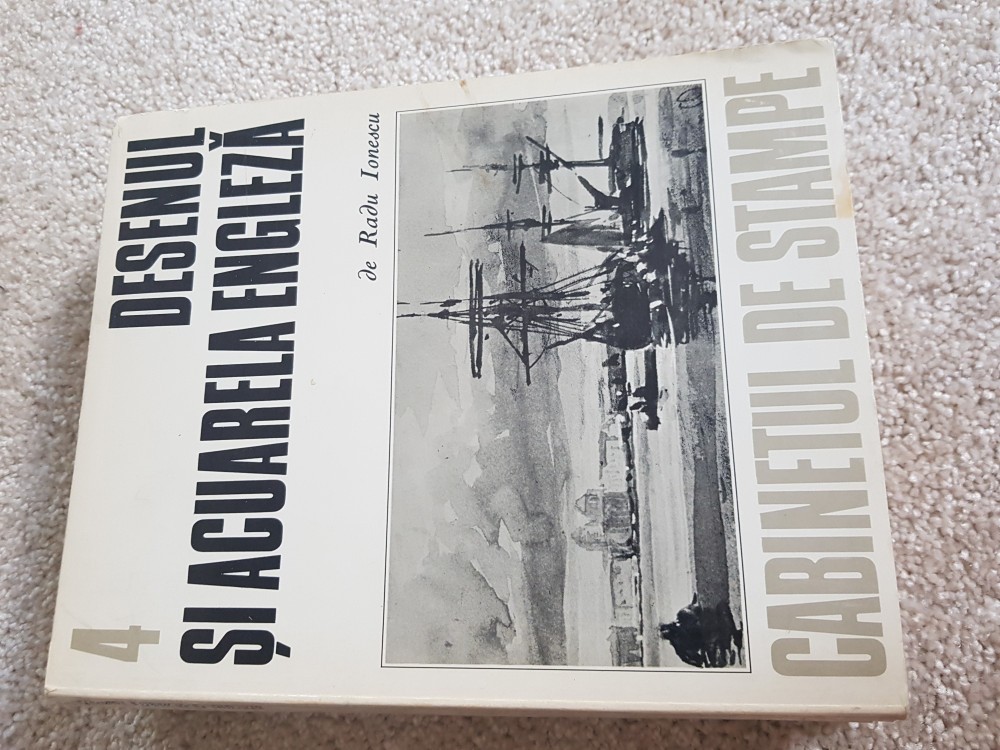 4
DESENUL
ȘI ACUARELA ENGLEZĂ
de Radu Ionescu
CABINETUL DE STAMPE